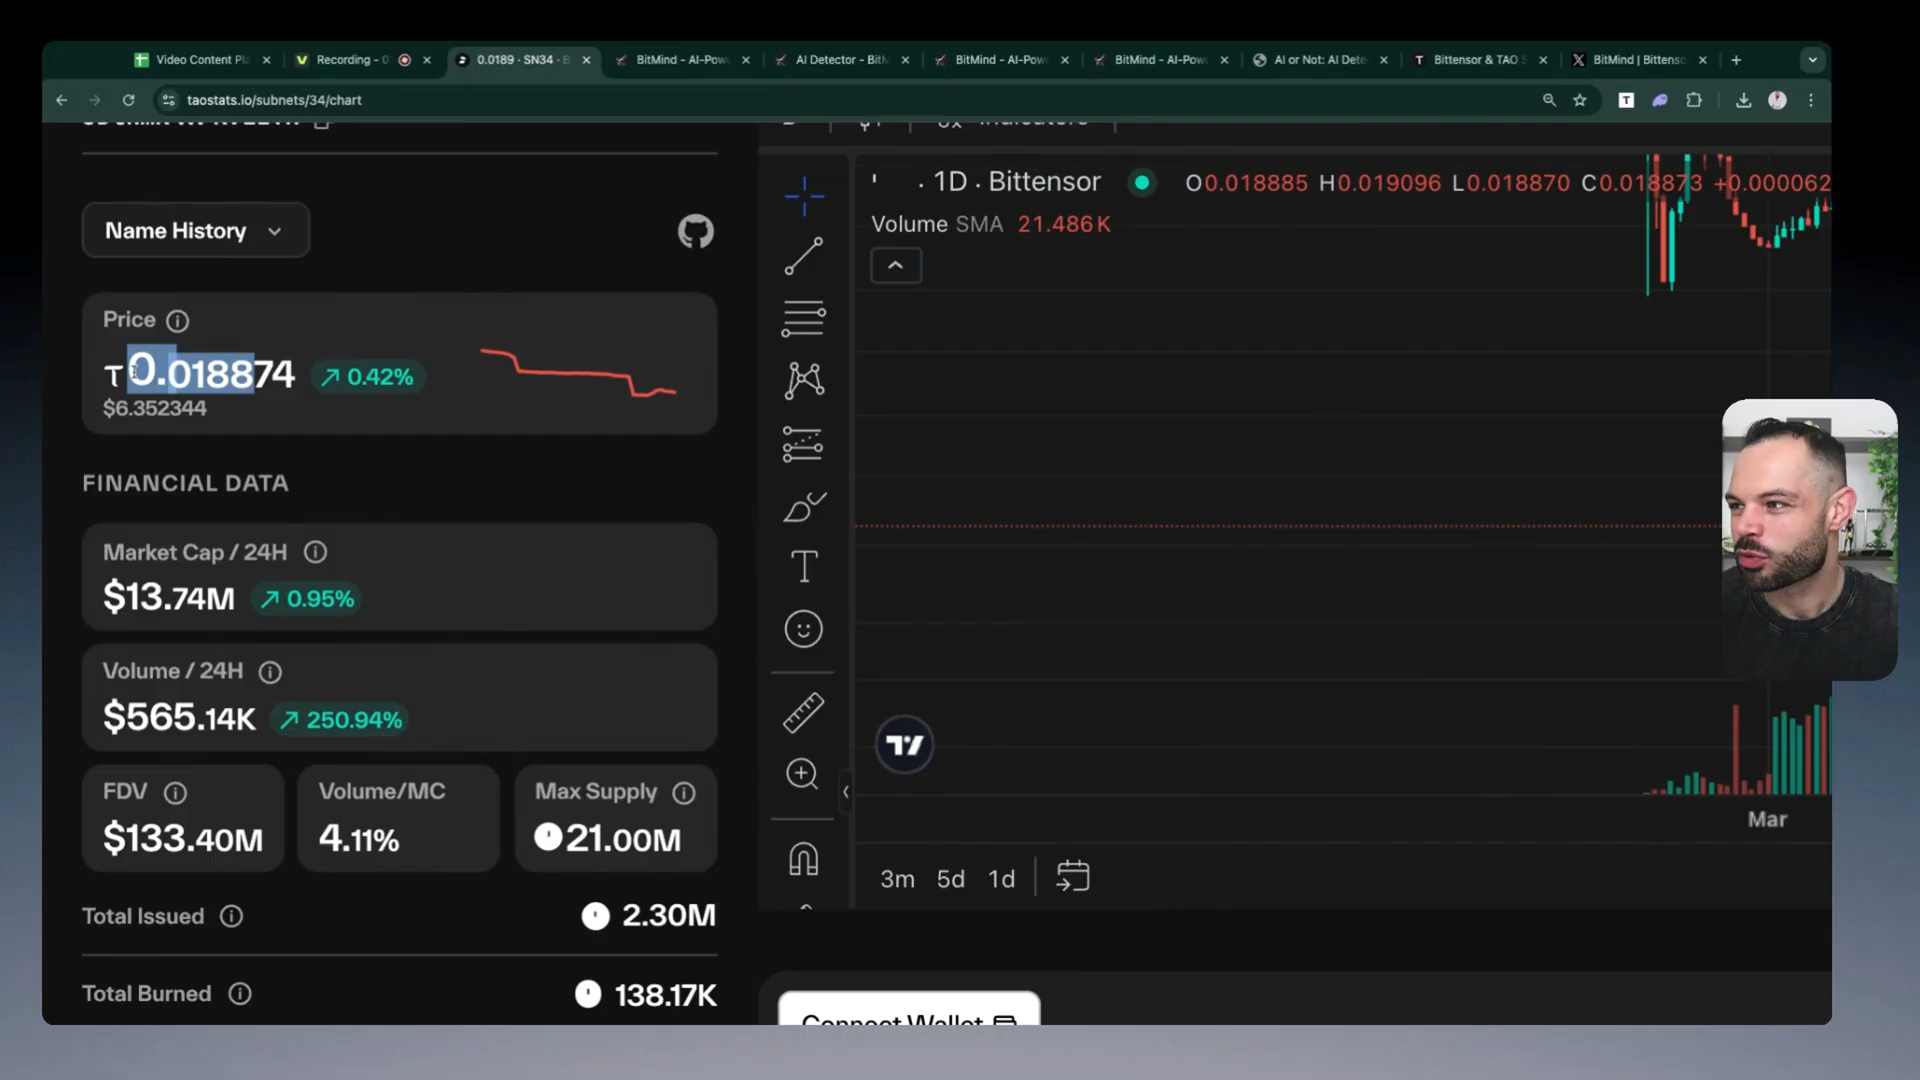 Video Content Pl
Recording - 0
0.0189 · SN34 · B
BitMind - AI-Pow
AI Detector - BitM
BitMind - AI-Pow
BitMind - AI-Pow
AI or Not: AI Dete
Bittensor & TAO S
BitMind | Bittenso
taostats.io/subnets/34/chart
Indicators
· 1D · Bittensor
O0.018885 H0.019096 L0.018870 C0.018873 +0.000062
Volume SMA 21.486K
Name History
Price
τ0.018874 0.42%
$6.352344
FINANCIAL DATA
Market Cap / 24H
$13.74M 0.95%
Volume / 24H
$565.14K 250.94%
FDV
$133.40M
Volume/MC
4.11%
Max Supply
21.00M
Total Issued
2.30M
Total Burned
138.17K
Mar
3m 5d 1d
Connect Wallet